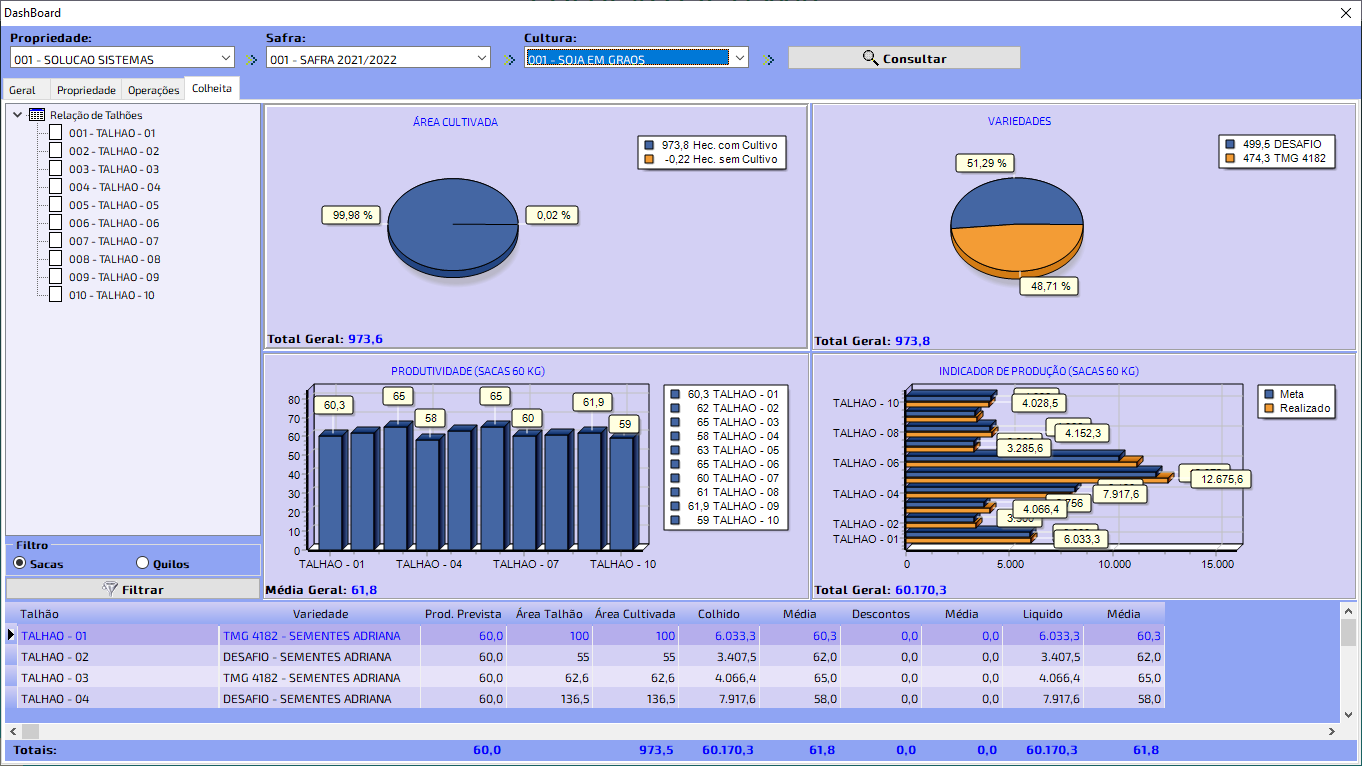 DashBoard
Propriedade:
Safra:
Cultura:
001 - SOLUCAO SISTEMAS
001 - SAFRA 2021/2022
001 - SOJA EM GRAOS
Consultar
Geral
Propriedade
Operações
Colheita
Relação de Talhões
001 - TALHAO - 01
002 - TALHAO - 02
003 - TALHAO - 03
004 - TALHAO - 04
005 - TALHAO - 05
006 - TALHAO - 06
007 - TALHAO - 07
008 - TALHAO - 08
009 - TALHAO - 09
010 - TALHAO - 10
Filtro
Sacas
Quilos
Filtrar
ÁREA CULTIVADA
973,8 Hec. com Cultivo
-0,22 Hec. sem Cultivo
99,98 %
0,02 %
Total Geral: 973,6
VARIEDADES
499,5 DESAFIO
474,3 TMG 4182
51,29 %
48,71 %
Total Geral: 973,8
PRODUTIVIDADE (SACAS 60 KG)
80
70
60
50
40
30
20
10
0
60,3
65
58
65
60
61,9
59
TALHAO - 01
TALHAO - 04
TALHAO - 07
TALHAO - 10
60,3 TALHAO - 01
62 TALHAO - 02
65 TALHAO - 03
58 TALHAO - 04
63 TALHAO - 05
65 TALHAO - 06
60 TALHAO - 07
61 TALHAO - 08
61,9 TALHAO - 09
59 TALHAO - 10
Média Geral: 61,8
INDICADOR DE PRODUÇÃO (SACAS 60 KG)
Meta
Realizado
TALHAO - 10
TALHAO - 08
TALHAO - 06
TALHAO - 04
TALHAO - 02
TALHAO - 01
4.028,5
4.152,3
3.285,6
12.675,6
7.917,6
4.066,4
6.033,3
0
5.000
10.000
15.000
Total Geral: 60.170,3
Talhão Variedade Prod. Prevista Área Talhão Área Cultivada Colhido Média Descontos Média Liquido Média
TALHAO - 01 TMG 4182 - SEMENTES ADRIANA 60,0 100 100 6.033,3 60,3 0,0 0,0 6.033,3 60,3
TALHAO - 02 DESAFIO - SEMENTES ADRIANA 60,0 55 55 3.407,5 62,0 0,0 0,0 3.407,5 62,0
TALHAO - 03 TMG 4182 - SEMENTES ADRIANA 60,0 62,6 62,6 4.066,4 65,0 0,0 0,0 4.066,4 65,0
TALHAO - 04 DESAFIO - SEMENTES ADRIANA 60,0 136,5 136,5 7.917,6 58,0 0,0 0,0 7.917,6 58,0
Totais: 60,0 973,5 60.170,3 61,8 0,0 0,0 60.170,3 61,8